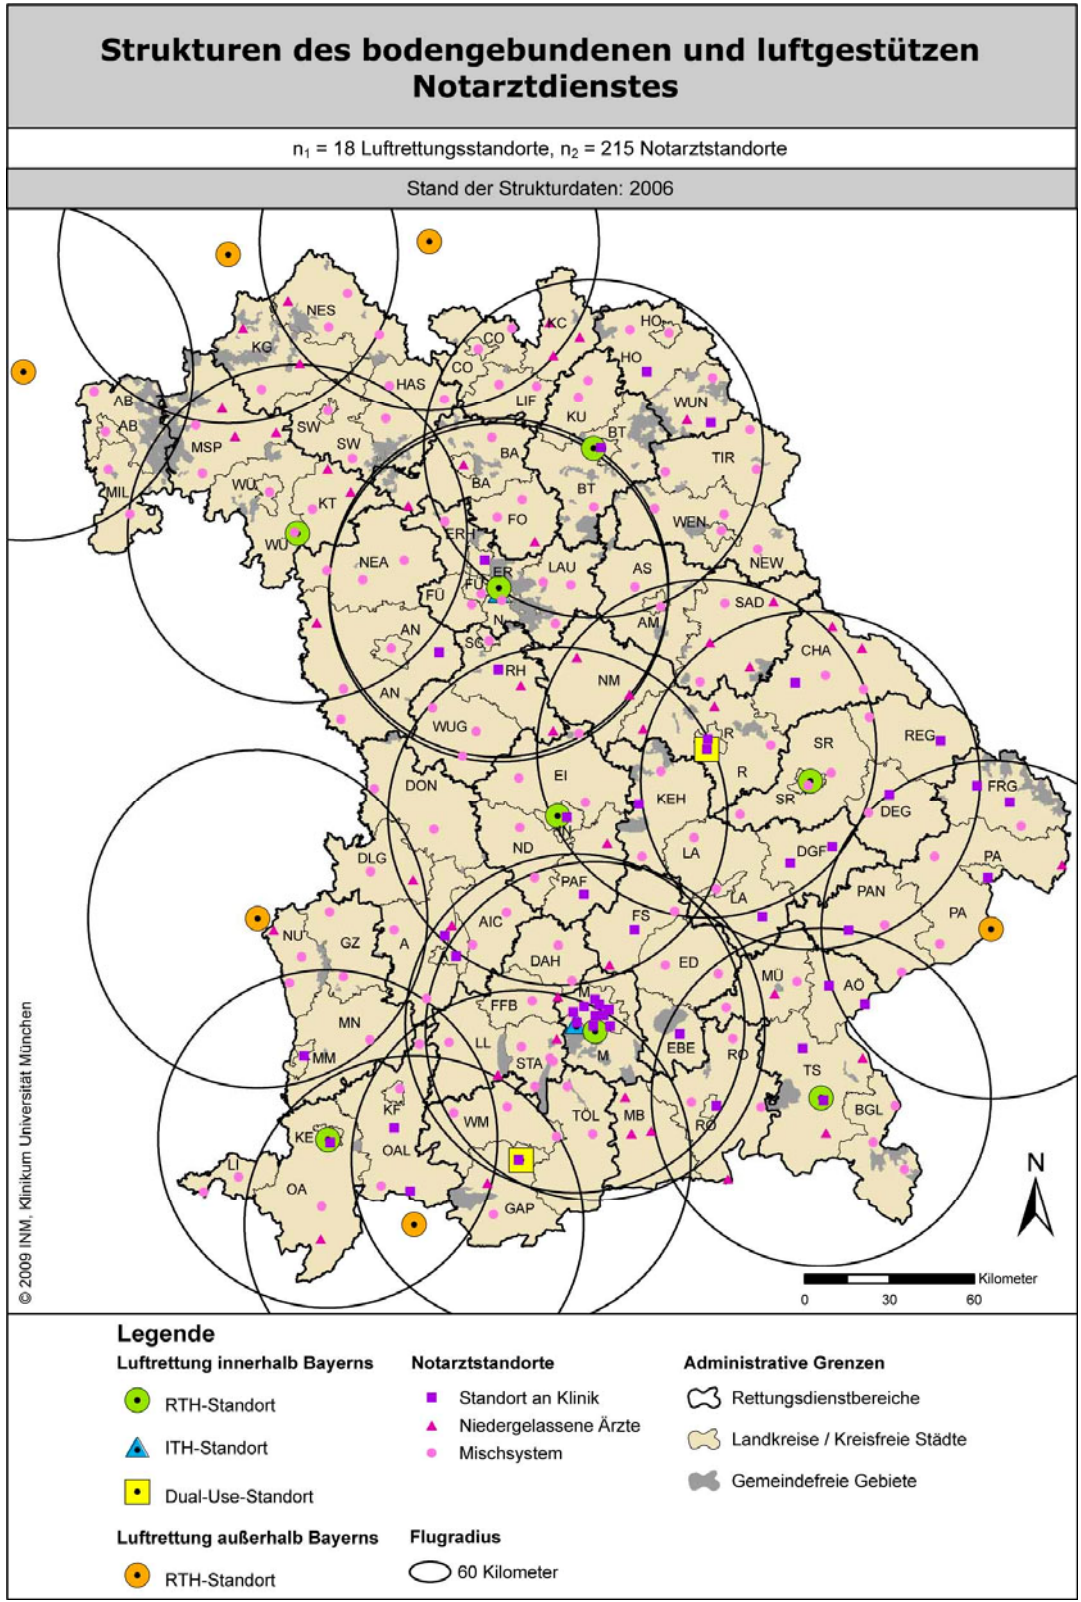 Strukturen des bodengebundenen und luftgestützen
Notarztdienstes
n₁ = 18 Luftrettungsstandorte, n₂ = 215 Notarztstandorte
Stand der Strukturdaten: 2006
NES
KG
KC
HO
CO
CO
HO
HAS
AB
AB
LIF
KU
WUN
SW
SW
BT
MSP
BA
BA
TIR
MIL
WÜ
KT
BT
WÜ
FO
WEN
ERH
NEA
ER
LAU
AS
NEW
FÜ
FÜ
N
SAD
AM
AN
SC
CHA
RH
NM
AN
WUG
R
SR
REG
EI
R
DON
KEH
SR
FRG
IN
DEG
ND
LA
DGF
DLG
PA
PAF
LA
PAN
PA
NU
GZ
A
AIC
FS
A
DAH
ED
MÜ
AÖ
FFB
M
MN
LL
STA
M
EBE
RO
MM
TS
KF
WM
TÖL
MB
RO
BGL
KE
OAL
LI
OA
GAP
N
Kilometer
0 30 60
© 2009 INM, Klinikum Universität München
Legende
Luftrettung innerhalb Bayerns
RTH-Standort
ITH-Standort
Dual-Use-Standort
Luftrettung außerhalb Bayerns
RTH-Standort
Notarztstandorte
Standort an Klinik
Niedergelassene Ärzte
Mischsystem
Flugradius
60 Kilometer
Administrative Grenzen
Rettungsdienstbereiche
Landkreise / Kreisfreie Städte
Gemeindefreie Gebiete